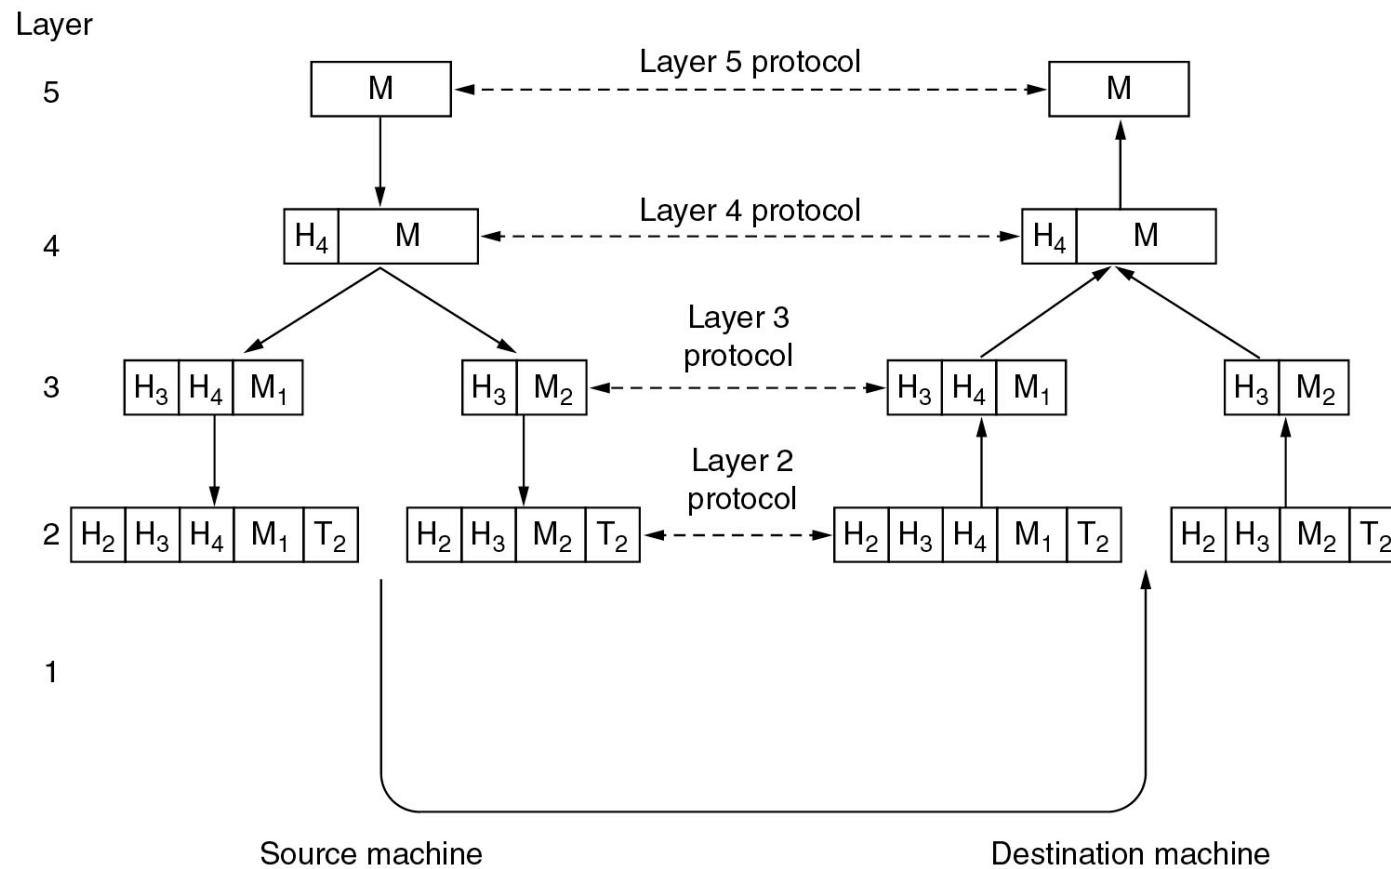 Layer
5 M Layer 5 protocol M
4 H₄ M Layer 4 protocol H₄ M
Layer 3
protocol
3 H₃ H₄ M₁ H₃ M₂ H₃ H₄ M₁ H₃ M₂
Layer 2
protocol
2 H₂ H₃ H₄ M₁ T₂ H₂ H₃ M₂ T₂ H₂ H₃ H₄ M₁ T₂ H₂ H₃ M₂ T₂
1
Source machine Destination machine